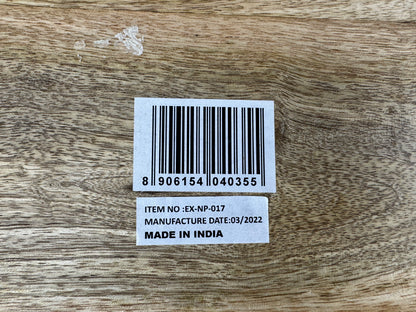 8 906154 040355
ITEM NO :EX-NP-017
MANUFACTURE DATE:03/2022
MADE IN INDIA